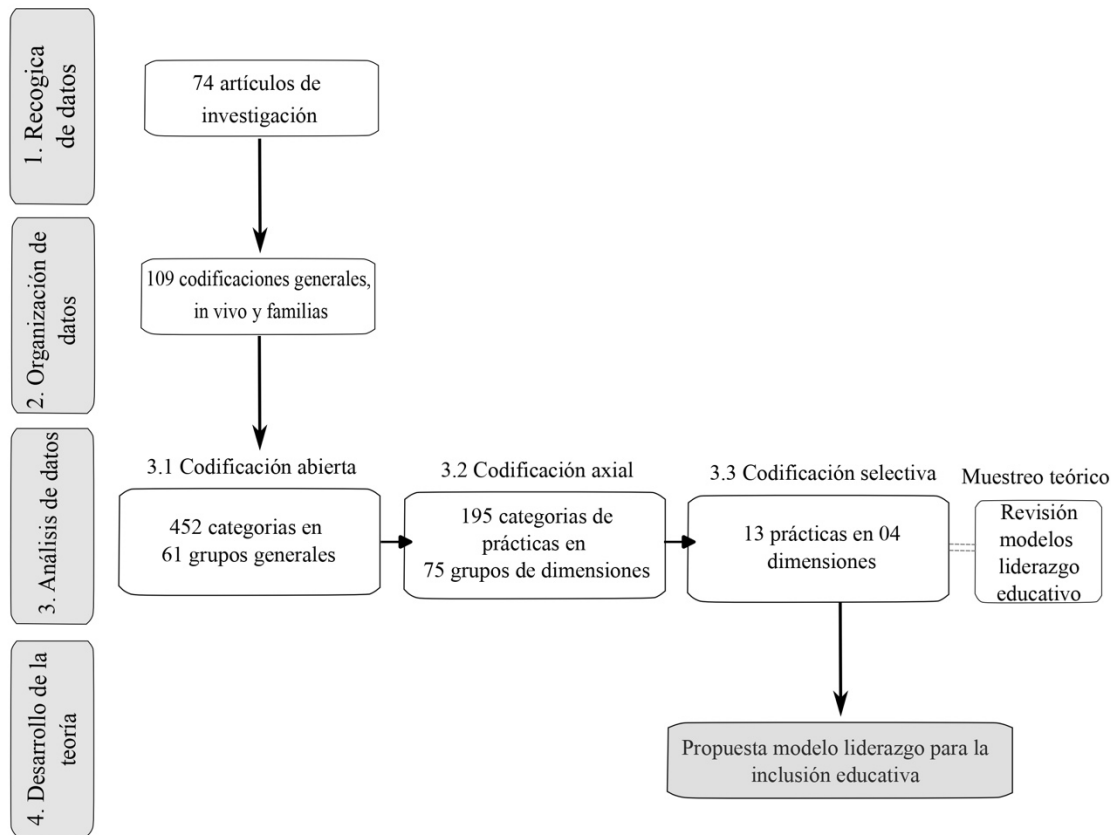 1. Recogica
de datos
74 artículos de
investigación
2. Organización de
datos
109 codificaciones generales,
in vivo y familias
3. Análisis de datos
3.1 Codificación abierta
452 categorias en
61 grupos generales
3.2 Codificación axial
195 categorias de
prácticas en
75 grupos de dimensiones
3.3 Codificación selectiva
13 prácticas en 04
dimensiones
Muestreo teórico
Revisión
modelos
liderazgo
educativo
4. Desarrollo de la
teoría
Propuesta modelo liderazgo para la
inclusión educativa